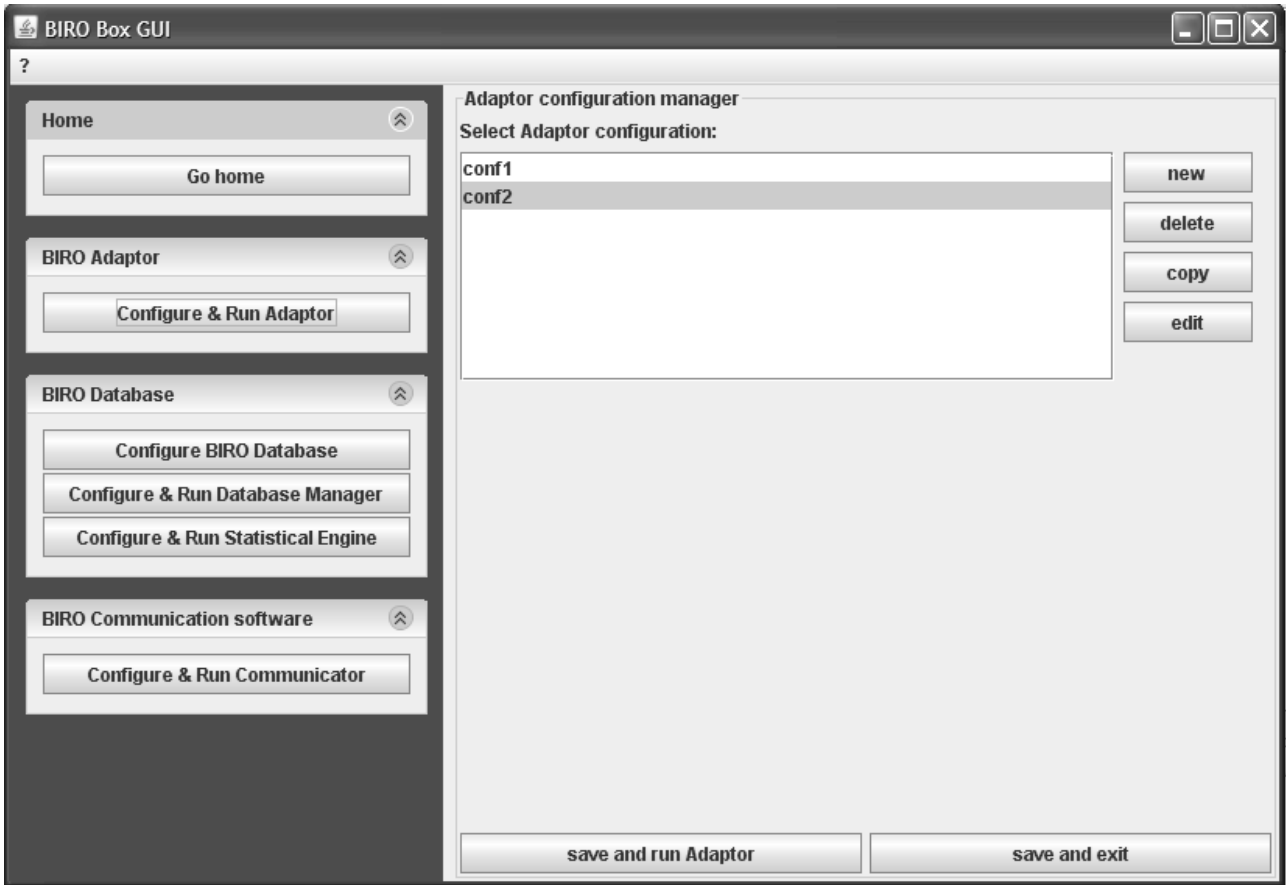 BIRO Box GUI
?
Home
Go home
BIRO Adaptor
Configure & Run Adaptor
BIRO Database
Configure BIRO Database
Configure & Run Database Manager
Configure & Run Statistical Engine
BIRO Communication software
Configure & Run Communicator
Adaptor configuration manager
Select Adaptor configuration:
conf1
conf2
new
delete
copy
edit
save and run Adaptor
save and exit